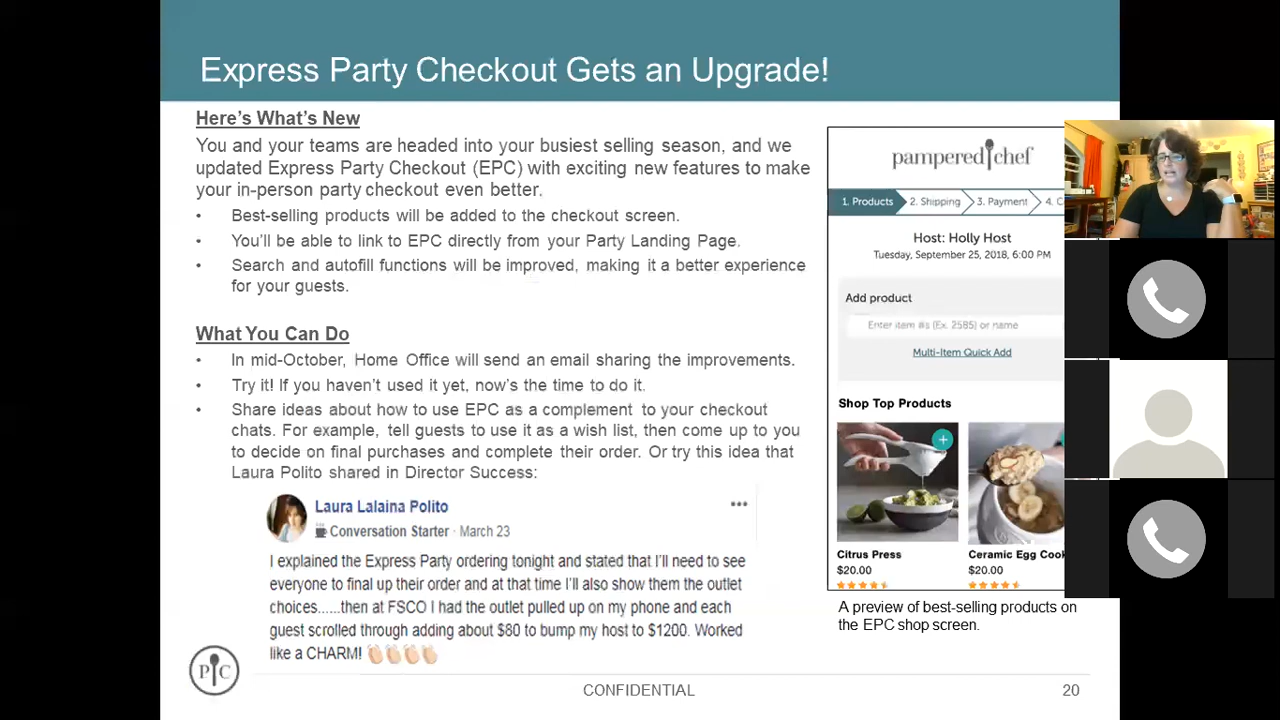 Express Party Checkout Gets an Upgrade!
Here's What's New
You and your teams are headed into your busiest selling season, and we
updated Express Party Checkout (EPC) with exciting new features to make
your in-person party checkout even better.
• Best-selling products will be added to the checkout screen.
• You'll be able to link to EPC directly from your Party Landing Page.
• Search and autofill functions will be improved, making it a better experience
for your guests.
What You Can Do
• In mid-October, Home Office will send an email sharing the improvements.
• Try it! If you haven't used it yet, now's the time to do it.
• Share ideas about how to use EPC as a complement to your checkout
chats. For example, tell guests to use it as a wish list, then come up to you
to decide on final purchases and complete their order. Or try this idea that
Laura Polito shared in Director Success:
Laura Lalaina Polito
Conversation Starter · March 23
I explained the Express Party ordering tonight and stated that I'll need to see
everyone to final up their order and at that time I'll also show them the outlet
choices......then at FSCO I had the outlet pulled up on my phone and each
guest scrolled through adding about $80 to bump my host to $1200. Worked
like a CHARM! 👏🏻👏🏻👏🏻👏🏻
pampered chef
1. Products 2. Shipping 3. Payment 4. C
Host: Holly Host
Tuesday, September 25, 2018, 6:00 PM
Add product
Enter item #s (Ex. 2585) or name
Multi-Item Quick Add
Shop Top Products
Citrus Press
$20.00
Ceramic Egg Cook
$20.00
A preview of best-selling products on
the EPC shop screen.
PC
CONFIDENTIAL
20